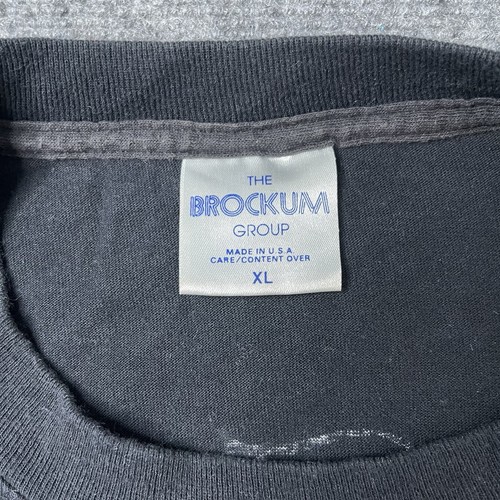 THE
BROCKUM
GROUP
MADE IN U.S.A.
CARE/CONTENT OVER
XL